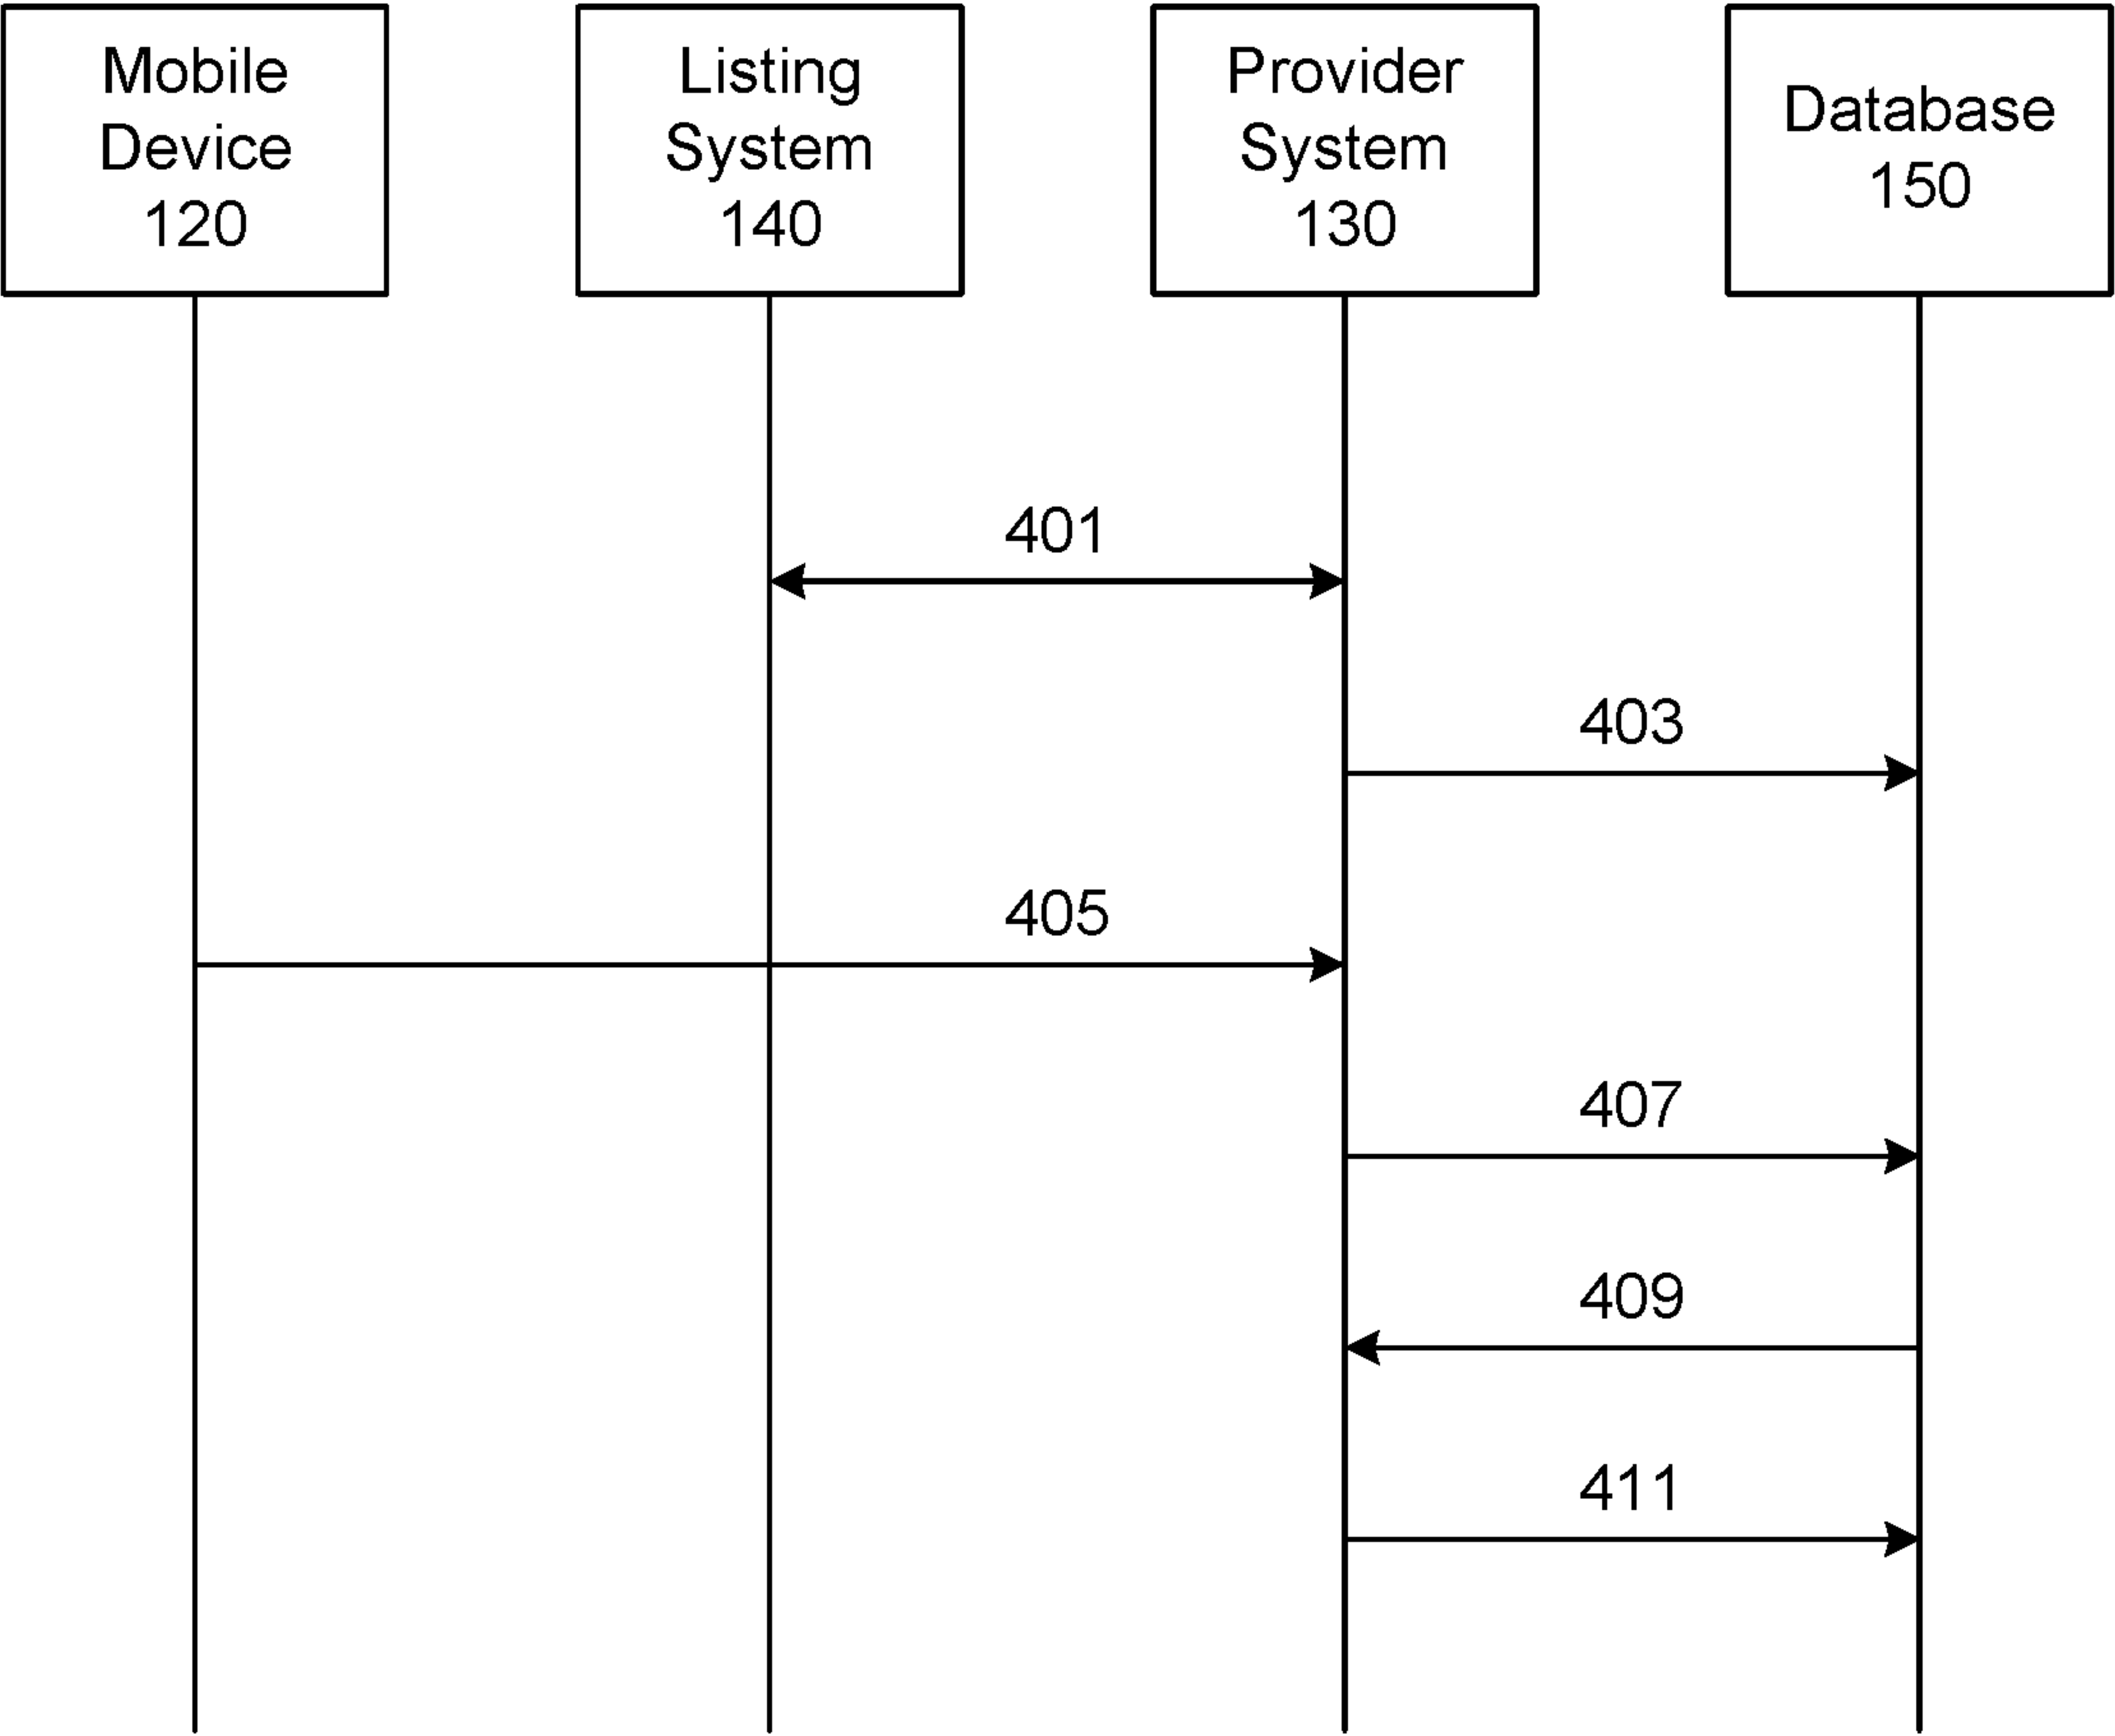 Mobile
Device
120
Listing
System
140
Provider
System
130
Database
150
401
403
405
407
409
411